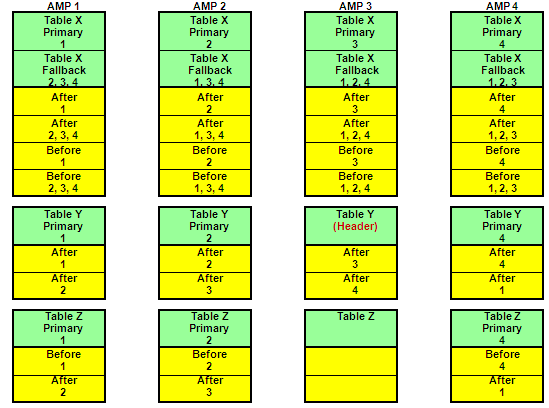 AMP 1 AMP 2 AMP 3 AMP 4
Table X Table X Table X Table X
Primary Primary Primary Primary
1 2 3 4
Table X Table X Table X Table X
Fallback Fallback Fallback Fallback
2, 3, 4 1, 3, 4 1, 2, 4 1, 2, 3
After After After After
1 2 3 4
After After After After
2, 3, 4 1, 3, 4 1, 2, 4 1, 2, 3
Before Before Before Before
1 2 3 4
Before Before Before Before
2, 3, 4 1, 3, 4 1, 2, 4 1, 2, 3
Table Y Table Y Table Y Table Y
Primary Primary (Header) Primary
1 2 4
After After After After
1 2 3 4
After After After After
2 3 4 1
Table Z Table Z Table Z Table Z
Primary Primary Primary
1 2 4
Before Before Before
1 2 4
After After After
2 3 1